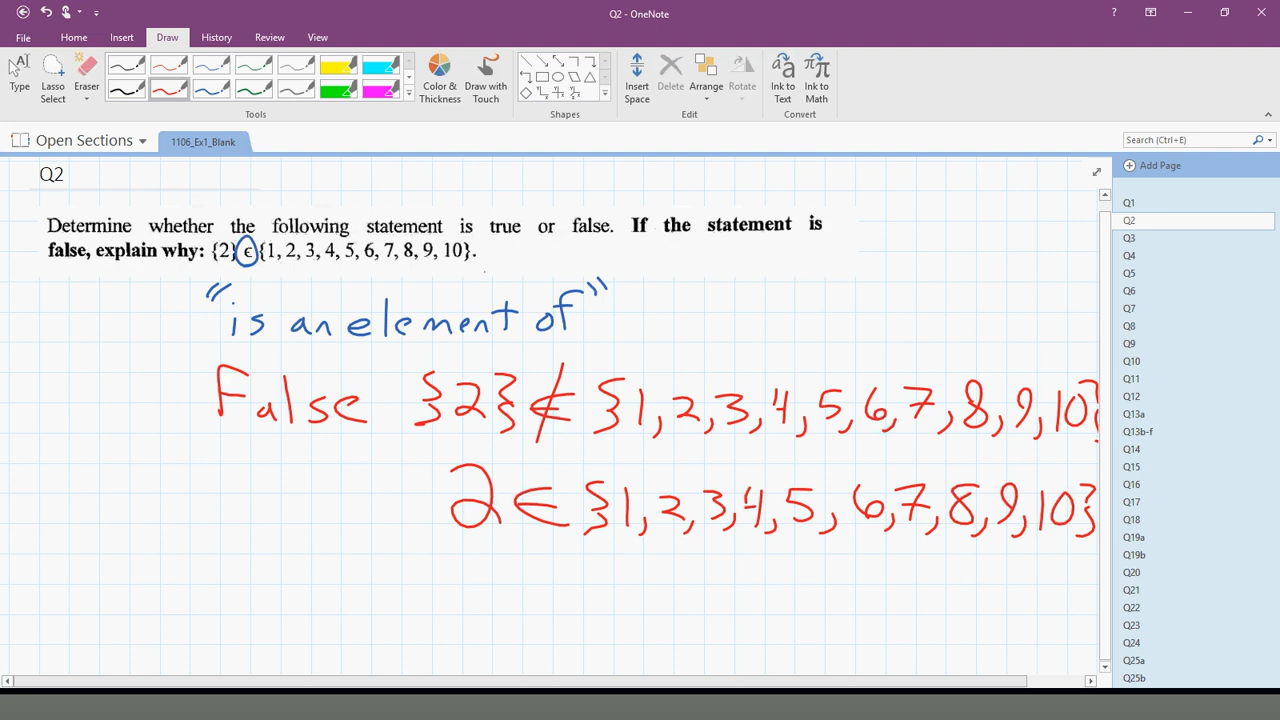 Q2 - OneNote
?
File
Home
Insert
Draw
History
Review
View
Type
Lasso Select
Eraser
Color & Thickness
Draw with Touch
Insert Space
Delete
Arrange
Rotate
Ink to Text
Ink to Math
Tools
Shapes
Edit
Convert
Open Sections
1106_Ex1_Blank
Search (Ctrl+E)
Add Page
Q2
Determine whether the following statement is true or false. If the statement is
false, explain why: {2} ϵ {1, 2, 3, 4, 5, 6, 7, 8, 9, 10}.
"is an element of"
False {2} ∉ {1, 2, 3, 4, 5, 6, 7, 8, 9, 10}
2 ∈ {1, 2, 3, 4, 5, 6, 7, 8, 9, 10}
Q1
Q2
Q3
Q4
Q5
Q6
Q7
Q8
Q9
Q10
Q11
Q12
Q13a
Q13b-f
Q14
Q15
Q16
Q17
Q18
Q19a
Q19b
Q20
Q21
Q22
Q23
Q24
Q25a
Q25b